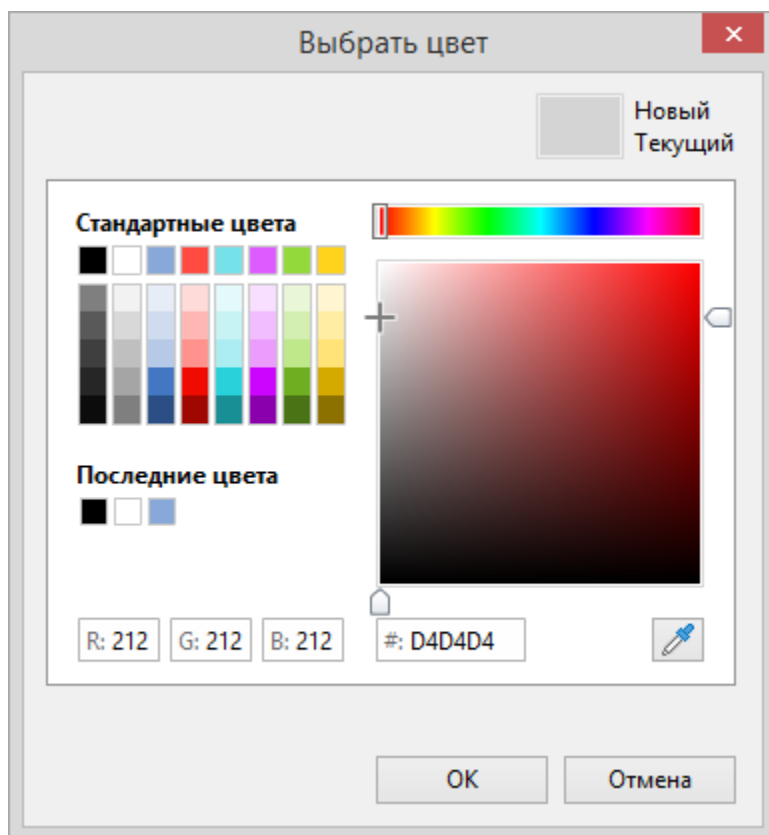 Выбрать цвет
Новый
Текущий
Стандартные цвета
Последние цвета
R: 212 G: 212 B: 212 #: D4D4D4
OK Отмена